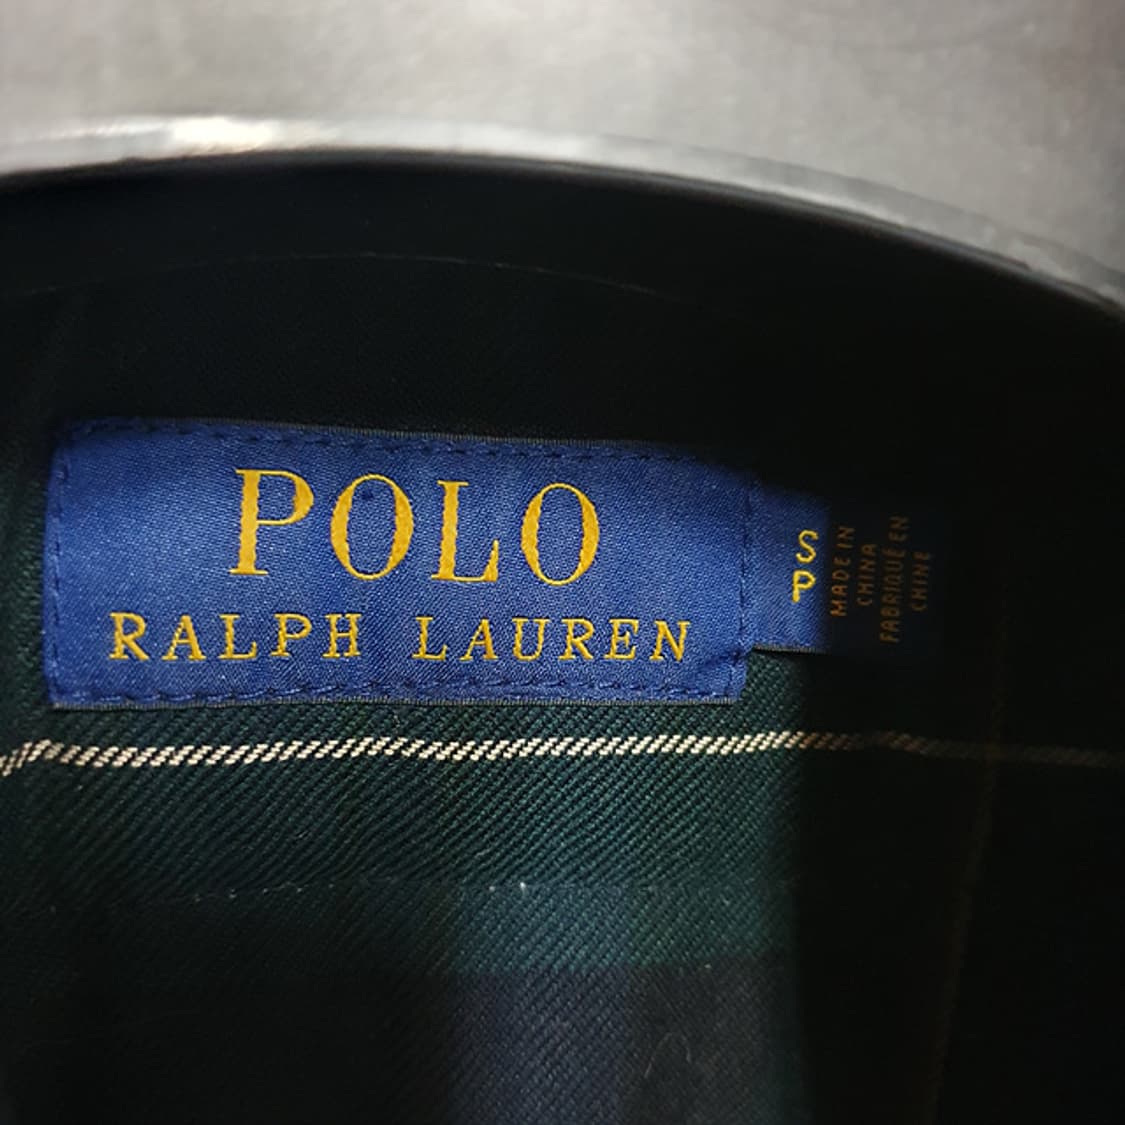 POLO
RALPH LAUREN
S
P
MADE IN
CHINA
FABRIQUÉ EN
CHINE